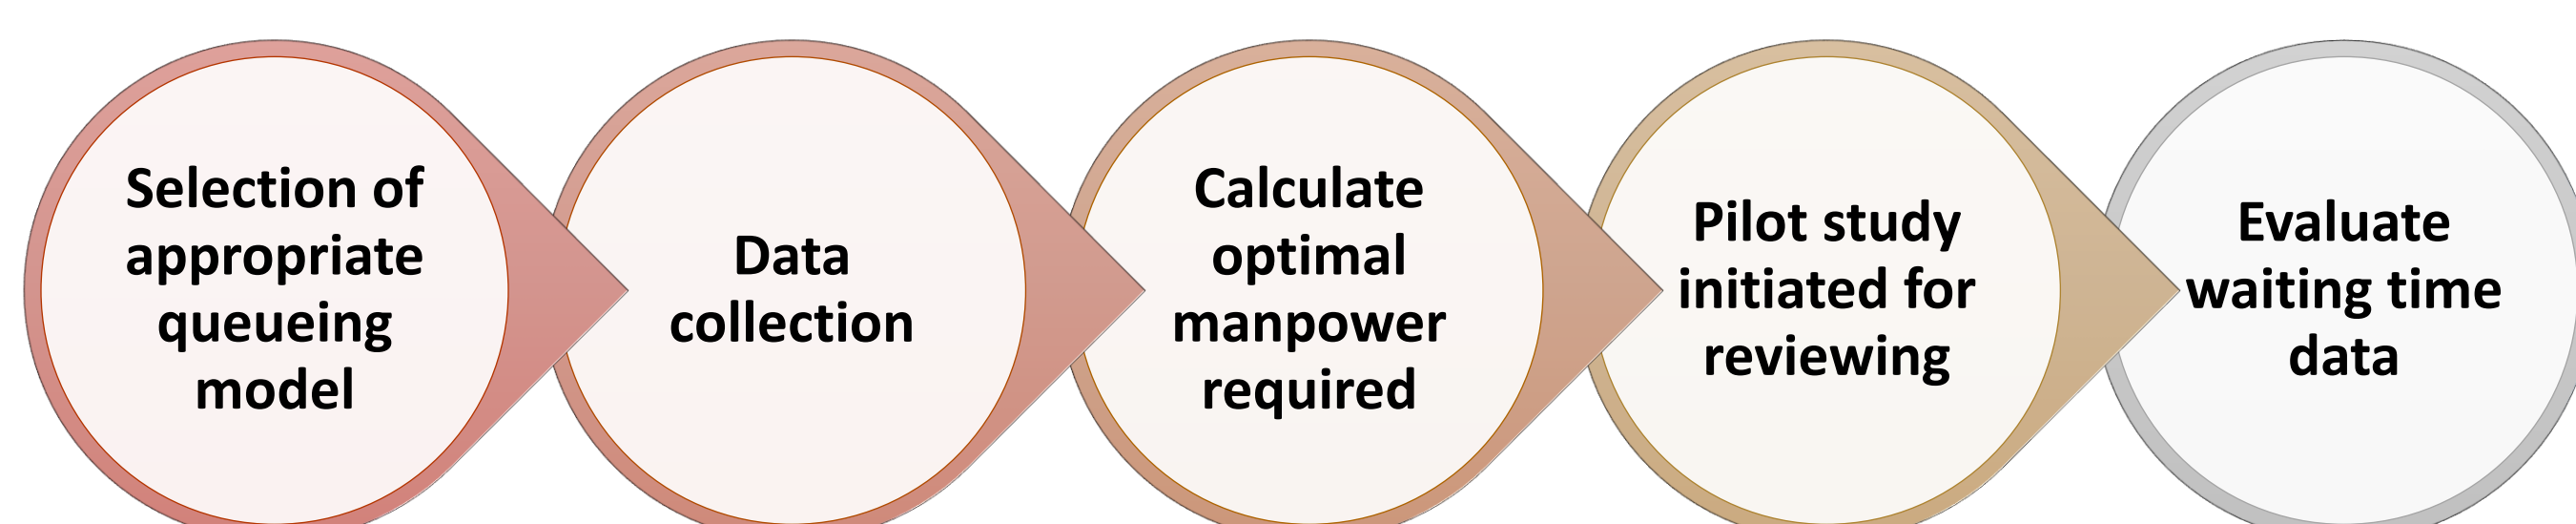 Selection of
appropriate
queueing
model
Data
collection
Calculate
optimal
manpower
required
Pilot study
initiated for
reviewing
Evaluate
waiting time
data